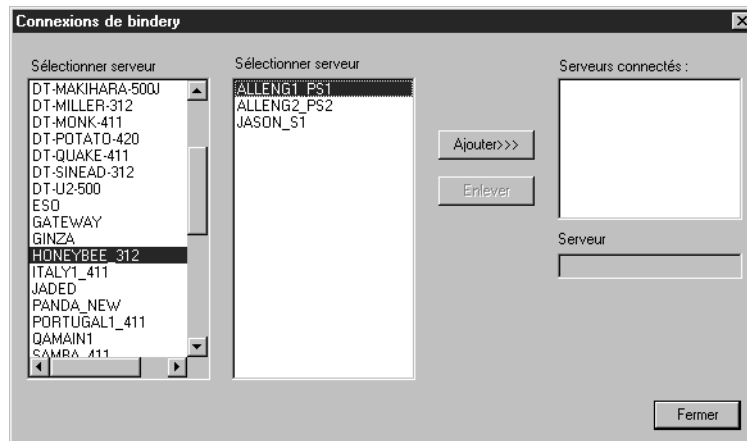 Connexions de bindery
Sélectionner serveur
DT-MAKIHARA-500J
DT-MILLER-312
DT-MONK-411
DT-POTATO-420
DT-QUAKE-411
DT-SINEAD-312
DT-U2-500
ESO
GATEWAY
GINZA
HONEYBEE_312
ITALY1_411
JADED
PANDA_NEW
PORTUGAL1_411
QAMAIN1
SAMBA_411
Sélectionner serveur
ALLENG1_PS1
ALLENG2_PS2
JASON_S1
Ajouter>>>
Enlever
Serveurs connectés :
Serveur
Fermer